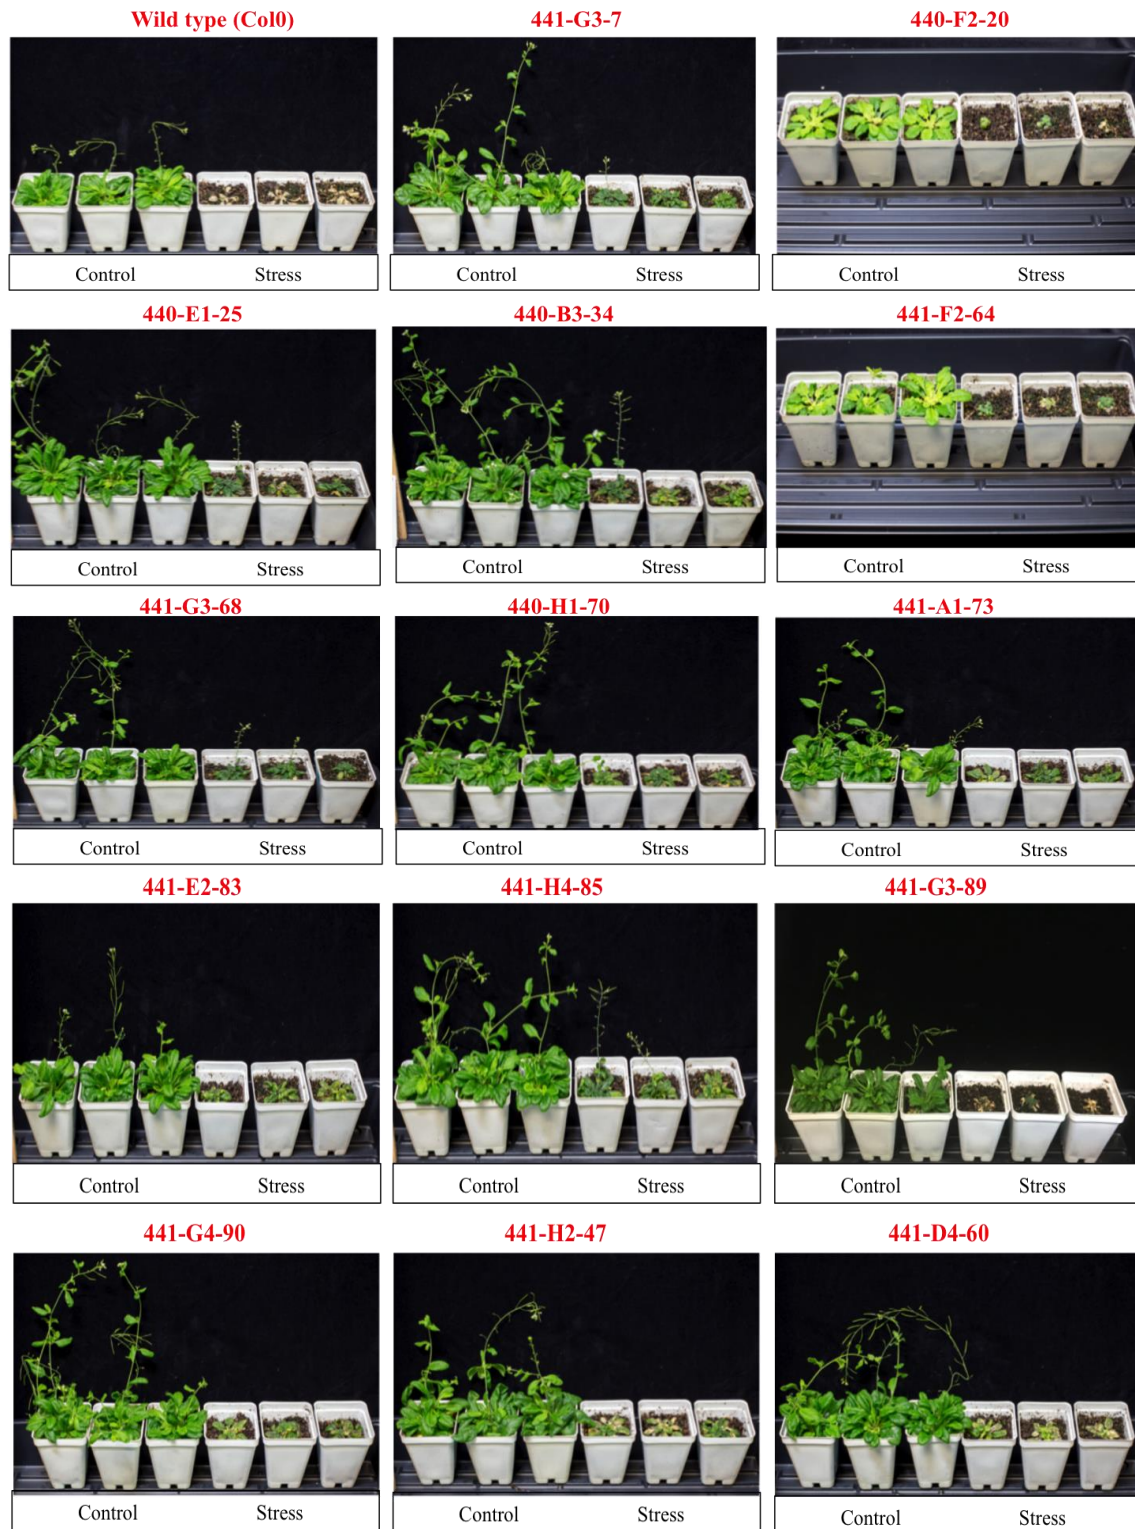 Wild type (Col0) 441-G3-7 440-F2-20
Control Stress Control Stress Control Stress
440-E1-25 440-B3-34 441-F2-64
Control Stress Control Stress Control Stress
441-G3-68 440-H1-70 441-A1-73
Control Stress Control Stress Control Stress
441-E2-83 441-H4-85 441-G3-89
Control Stress Control Stress Control Stress
441-G4-90 441-H2-47 441-D4-60
Control Stress Control Stress Control Stress